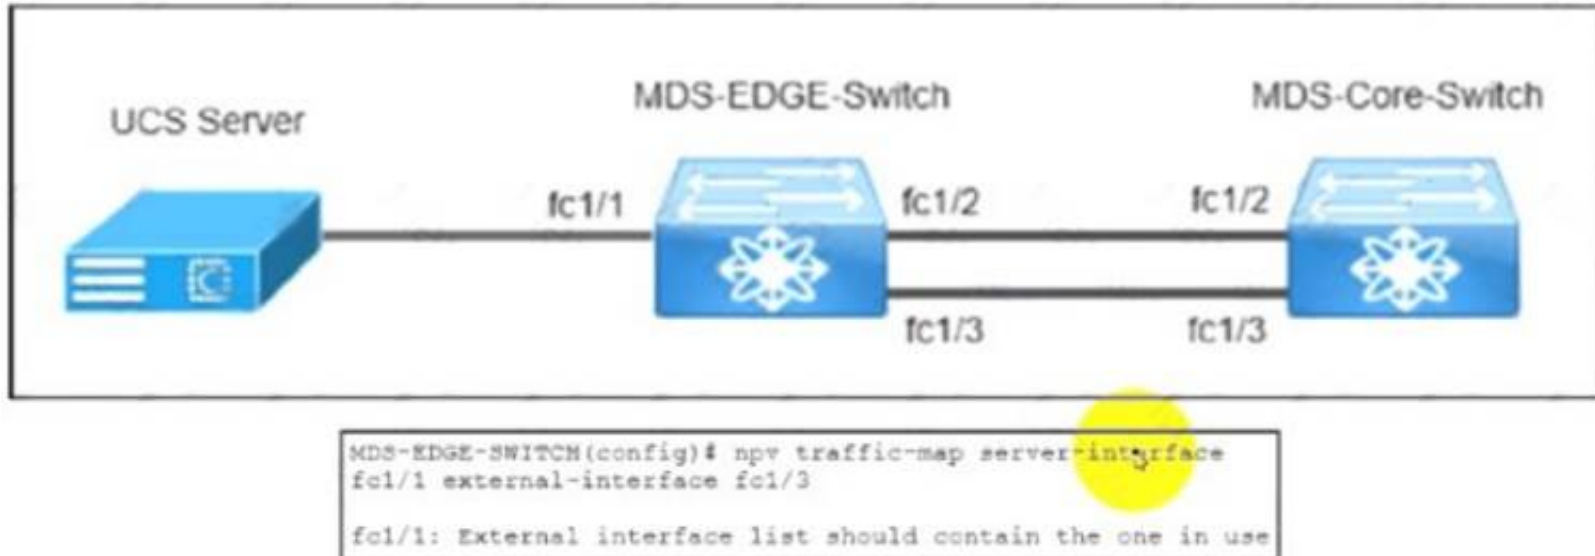 UCS Server
MDS-EDGE-Switch
MDS-Core-Switch
fc1/1
fc1/2
fc1/2
fc1/3
fc1/3
MDS-EDGE-SWITCH(config)# npv traffic-map server-interface
fc1/1 external-interface fc1/3
fc1/1: External interface list should contain the one in use